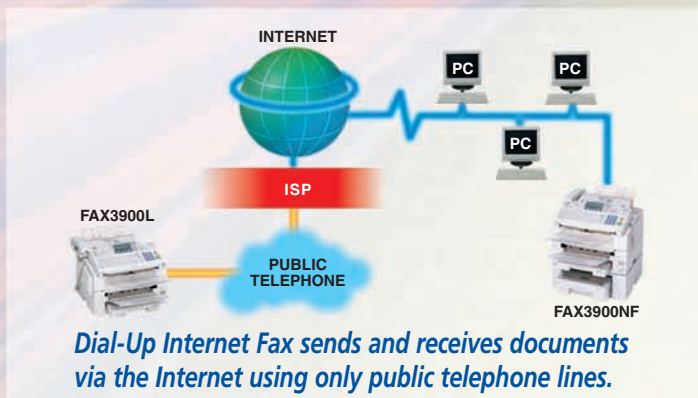 INTERNET
PC
PC
PC
ISP
FAX3900L
PUBLIC
TELEPHONE
FAX3900NF
Dial-Up Internet Fax sends and receives documents
via the Internet using only public telephone lines.